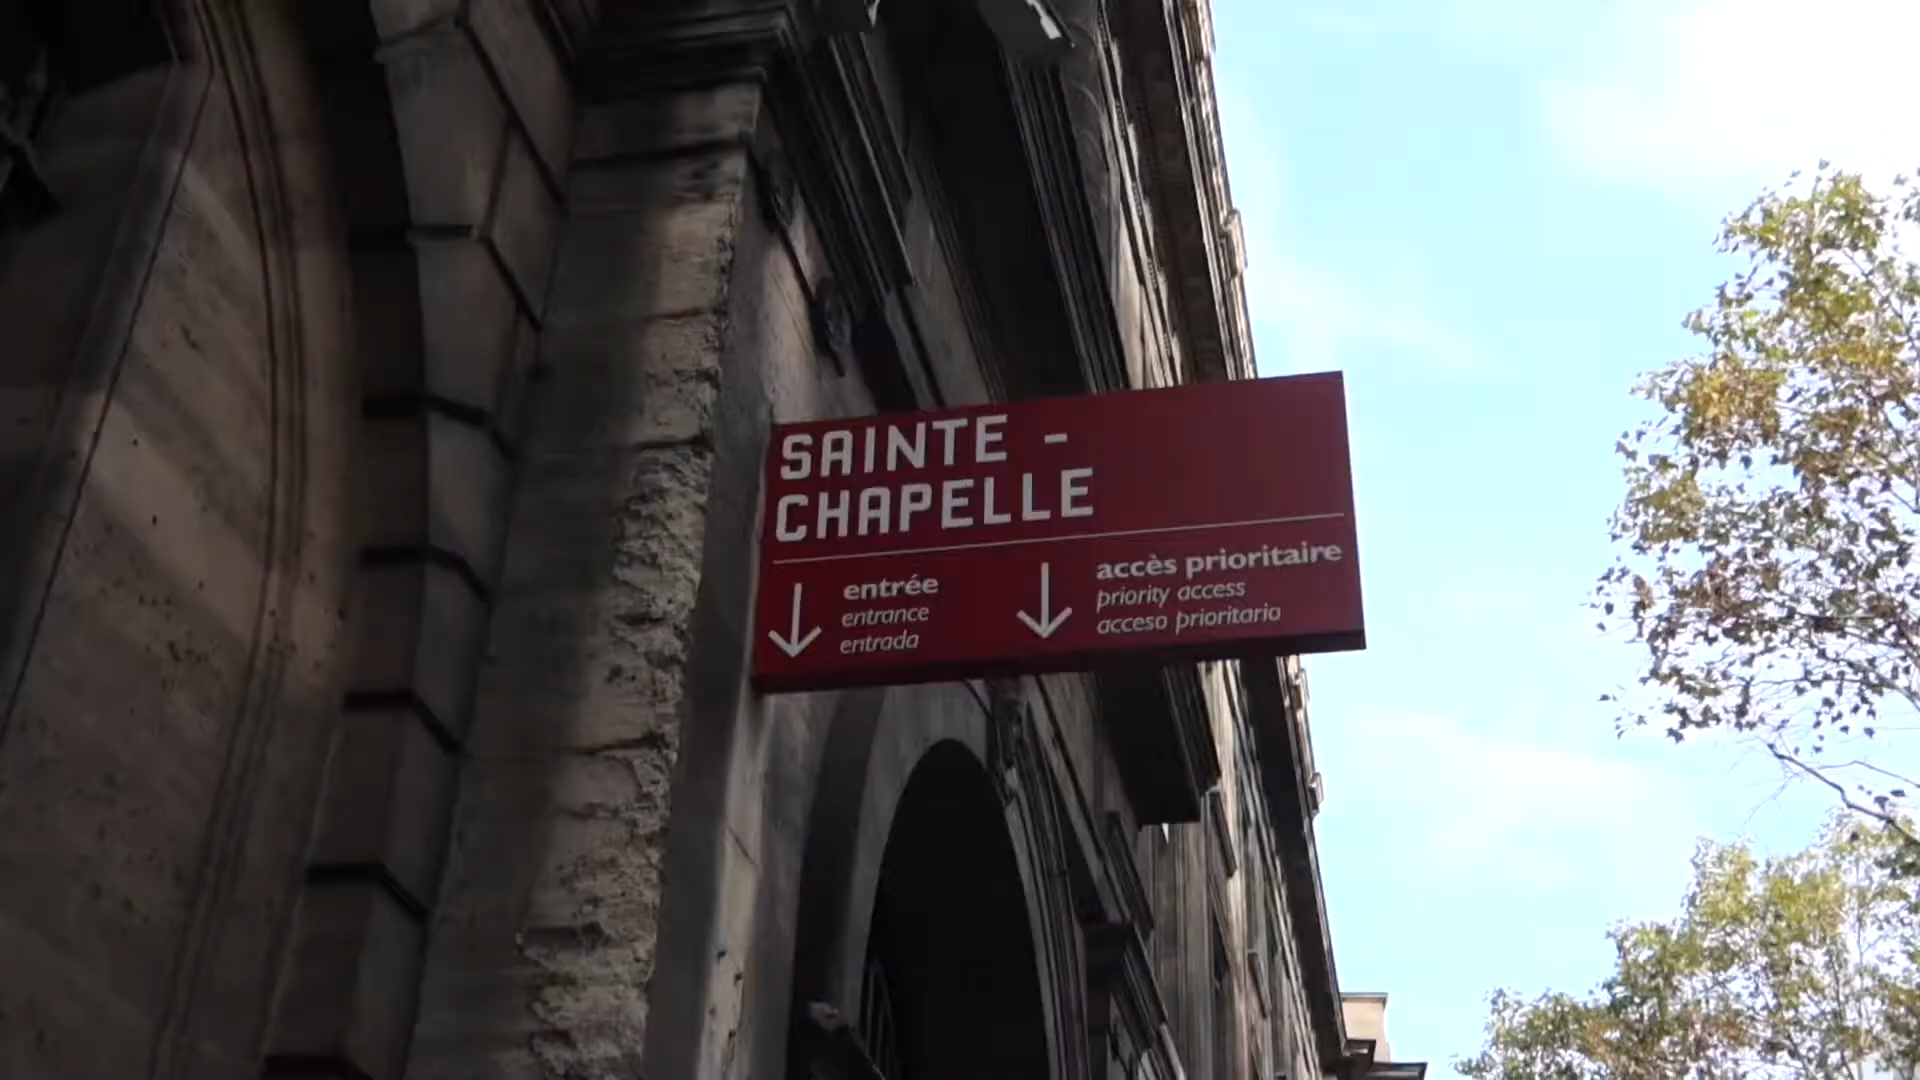 SAINTE -
CHAPELLE
entrée
entrance
entrada
accès prioritaire
priority access
acceso prioritario